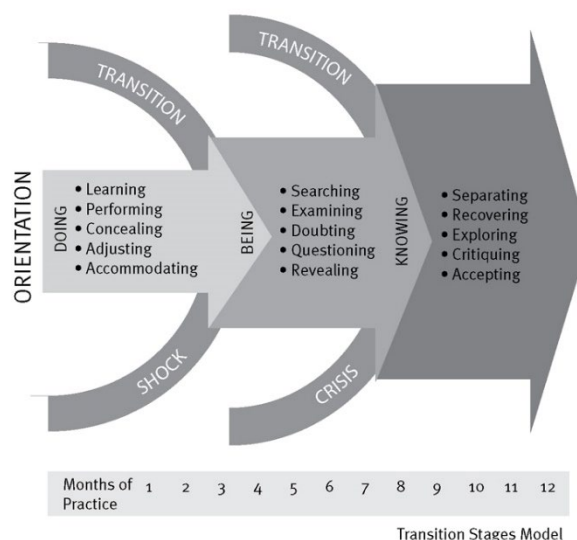 ORIENTATION
TRANSITION
SHOCK
DOING
• Learning
• Performing
• Concealing
• Adjusting
• Accommodating
TRANSITION
CRISIS
BEING
• Searching
• Examining
• Doubting
• Questioning
• Revealing
KNOWING
• Separating
• Recovering
• Exploring
• Critiquing
• Accepting
Months of
Practice
1 2 3 4 5 6 7 8 9 10 11 12
Transition Stages Model